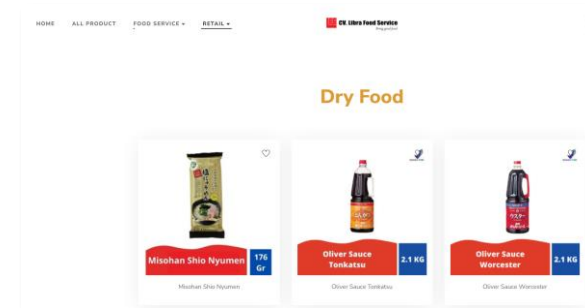 HOME ALL PRODUCT FOOD SERVICE RETAIL
CV. Libra Food Service
Dry Food
Misohan Shio Nyumen 176 Gr
Oliver Sauce Tonkatsu 2.1 KG
Oliver Sauce Worcester 2.1 KG
Misohan Shio Nyumen
Oliver Sauce Tonkatsu
Oliver Sauce Worcester